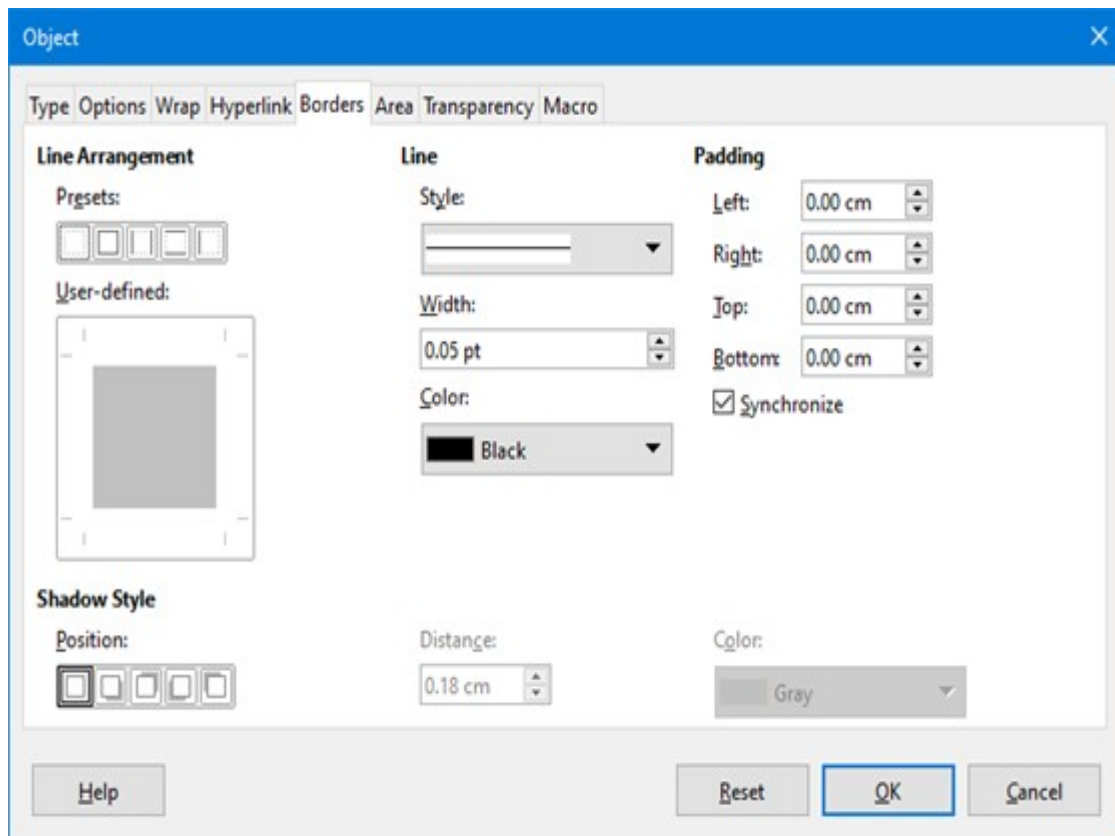 Object
Type Options Wrap Hyperlink Borders Area Transparency Macro
Line Arrangement
Presets:
User-defined:
Line
Style:
Width:
0.05 pt
Color:
Black
Padding
Left: 0.00 cm
Right: 0.00 cm
Top: 0.00 cm
Bottom: 0.00 cm
Synchronize
Shadow Style
Position:
Distance:
0.18 cm
Color:
Gray
Help Reset OK Cancel